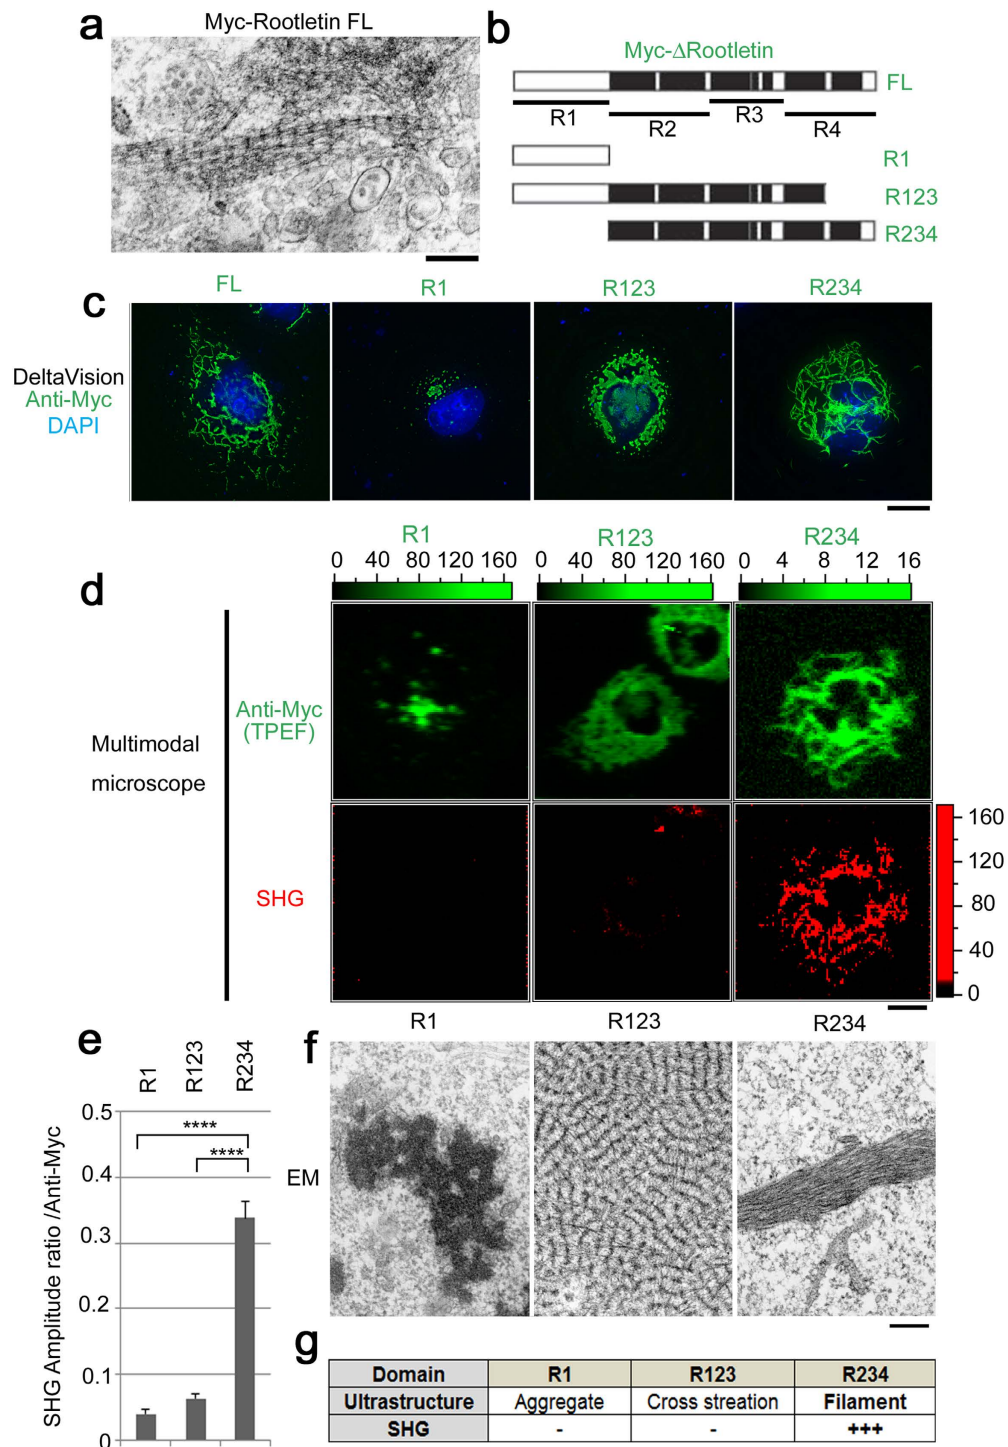 a
Myc-Rootletin FL
b
Myc-ΔRootletin
FL
R1
R2
R3
R4
R1
R123
R234
c
FL
R1
R123
R234
DeltaVision
Anti-Myc
DAPI
d
R1
R123
R234
0 40 80 120 160
0 40 80 120 160
0 4 8 12 16
Multimodal
microscope
Anti-Myc
(TPEF)
SHG
160
120
80
40
0
e
R1
R123
R234
SHG Amplitude ratio /Anti-Myc
0.5
0.4
0.3
0.2
0.1
0
****
****
f
R1
R123
R234
EM
g
Domain R1 R123 R234
Ultrastructure Aggregate Cross streation Filament
SHG - - +++